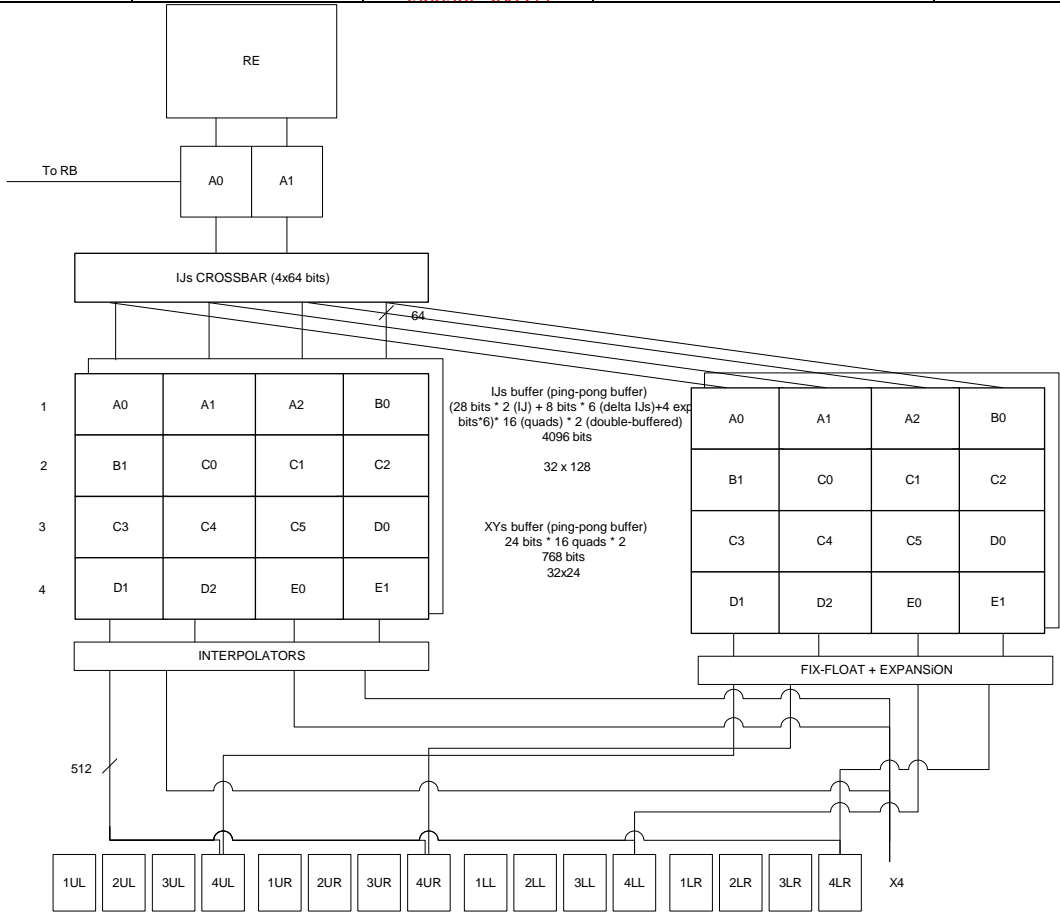 RE
To RB
A0 A1
IJs CROSSBAR (4x64 bits)
64
1 A0 A1 A2 B0
2 B1 C0 C1 C2
3 C3 C4 C5 D0
4 D1 D2 E0 E1
IJs buffer (ping-pong buffer)
(28 bits * 2 (IJ) + 8 bits * 6 (delta IJs)+4 exp
bits*6)* 16 (quads) * 2 (double-buffered)
4096 bits
32 x 128
XYs buffer (ping-pong buffer)
24 bits * 16 quads * 2
768 bits
32x24
A0 A1 A2 B0
B1 C0 C1 C2
C3 C4 C5 D0
D1 D2 E0 E1
INTERPOLATORS
FIX-FLOAT + EXPANSiON
512
1UL 2UL 3UL 4UL 1UR 2UR 3UR 4UR 1LL 2LL 3LL 4LL 1LR 2LR 3LR 4LR X4